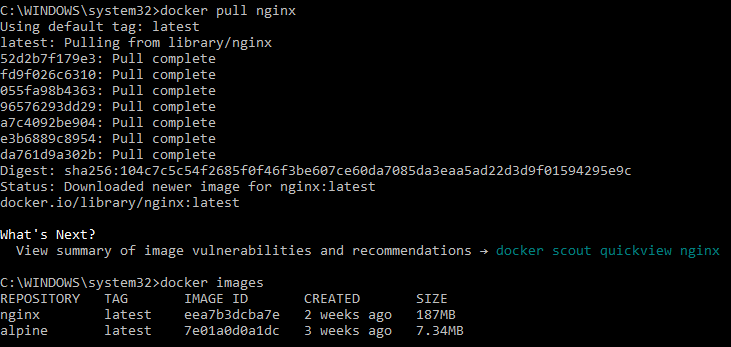 C:\WINDOWS\system32>docker pull nginx
Using default tag: latest
latest: Pulling from library/nginx
52d2b7f179e3: Pull complete
fd9f026c6310: Pull complete
055fa98b4363: Pull complete
96576293dd29: Pull complete
a7c4092be904: Pull complete
e3b6889c8954: Pull complete
da761d9a302b: Pull complete
Digest: sha256:104c7c5c54f2685f0f46f3be607ce60da7085da3eaa5ad22d3d9f01594295e9c
Status: Downloaded newer image for nginx:latest
docker.io/library/nginx:latest
What's Next?
View summary of image vulnerabilities and recommendations → docker scout quickview nginx
C:\WINDOWS\system32>docker images
REPOSITORY   TAG       IMAGE ID       CREATED       SIZE
nginx        latest    eea7b3dcba7e   2 weeks ago   187MB
alpine       latest    7e01a0d0a1dc   3 weeks ago   7.34MB